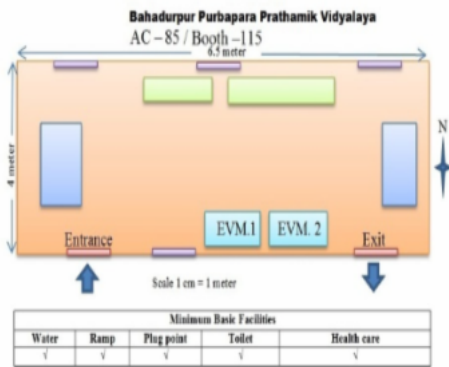 Bahadurpur Purbapara Prathamik Vidyalaya
AC – 85 / Booth –115
6.5 meter
4 meter
N
EVM.1 EVM. 2
Entrance Exit
Scale 1 cm = 1 meter
Minimum Basic Facilities
Water Ramp Plug point Toilet Health care
√ √ √ √ √